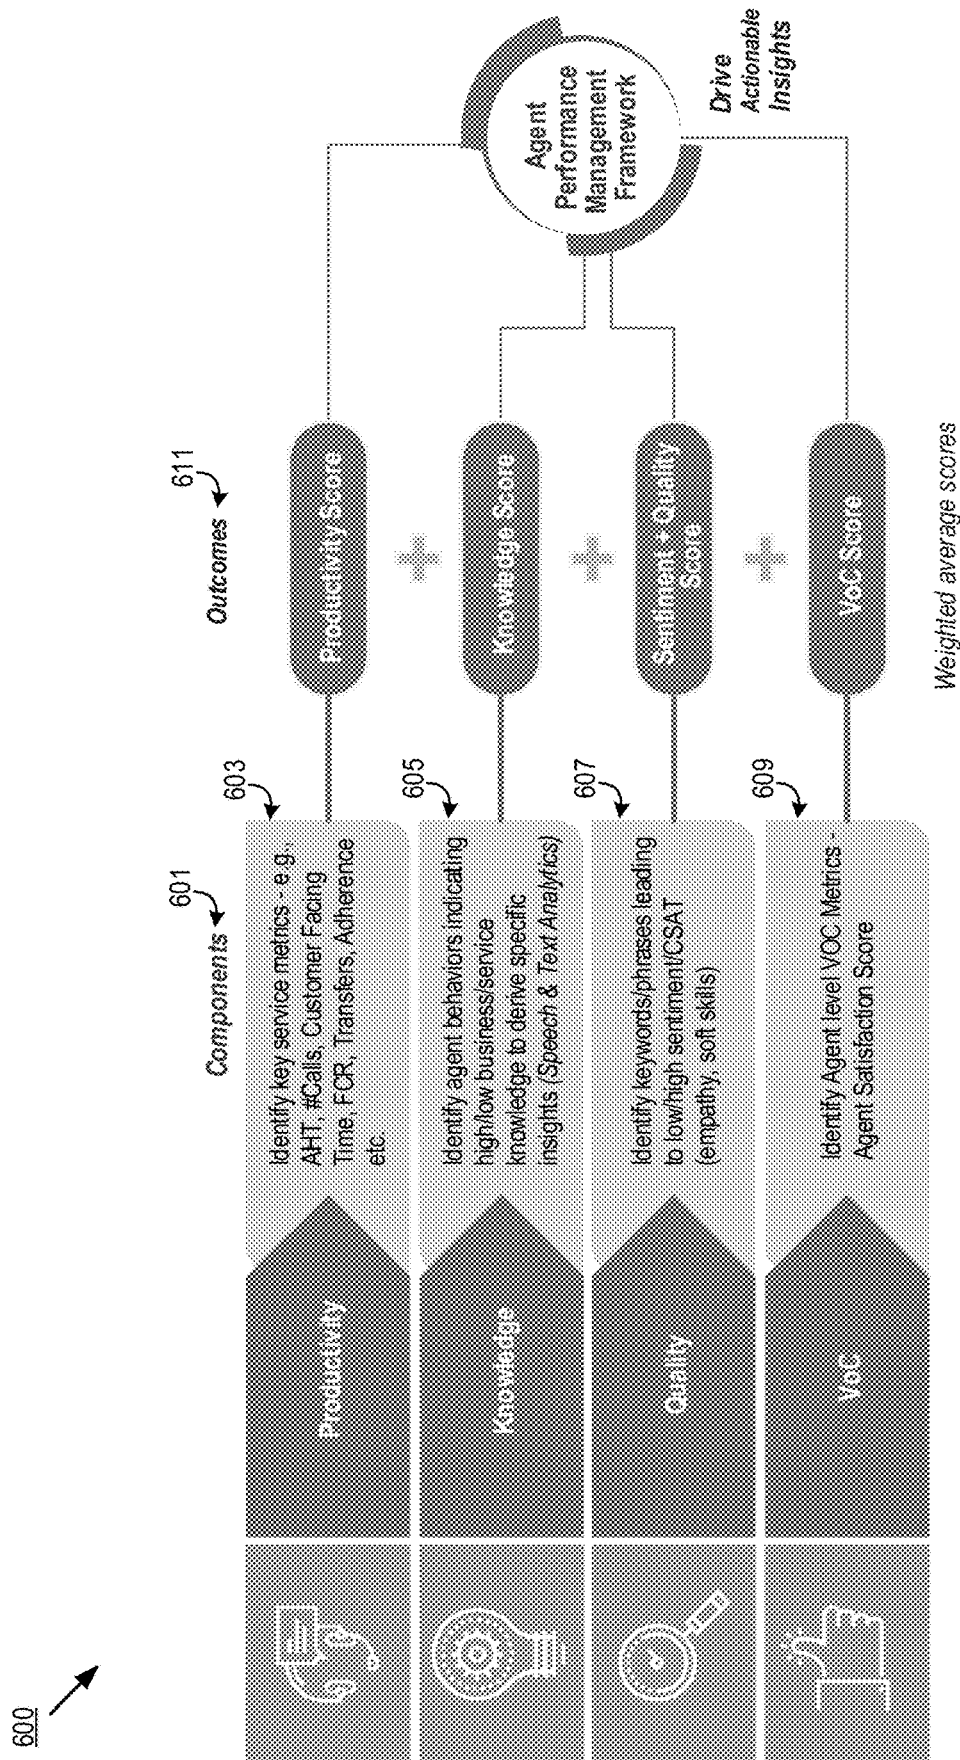 600
Components
601
Outcomes
611
Productivity
Identify key service metrics - e.g.,
AHT, #Calls, Customer Facing
Time, FCR, Transfers, Adherence
etc.
603
Productivity Score
Knowledge
Identify agent behaviors indicating
high/low business/service
knowledge to derive specific
insights (Speech & Text Analytics)
605
Knowledge Score
Quality
Identify keywords/phrases leading
to low/high sentiment/CSAT
(empathy, soft skills)
607
Sentiment +Quality
Score
VoC
Identify Agent level VOC Metrics -
Agent Satisfaction Score
609
VoC Score
Weighted average scores
Agent
Performance
Management
Framework
Drive
Actionable
Insights